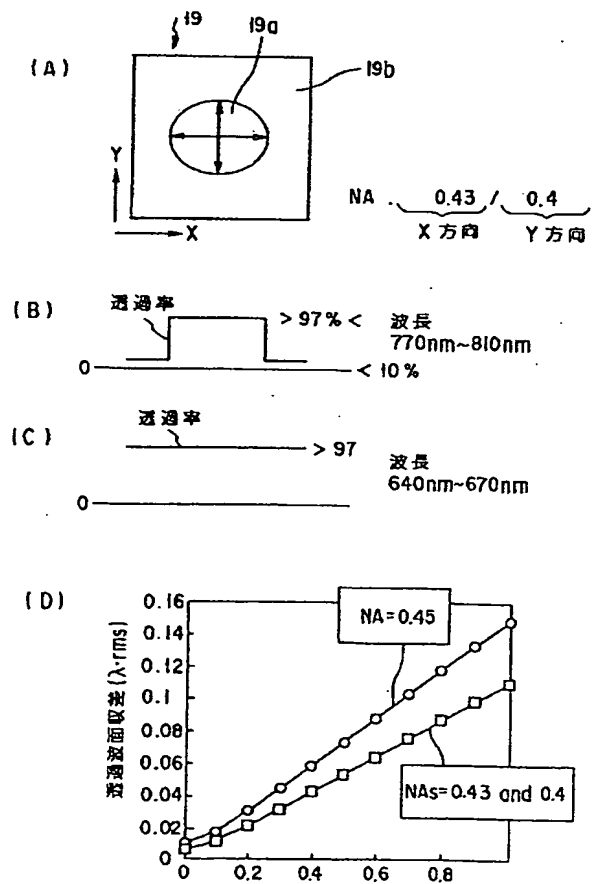 (A)
19
19a
19b
Y
X
NA. 0.43 / 0.4
X方向 Y方向
(B)
透過率
>97%<
波長
770nm~810nm
0
<10%
(C)
透過率
>97
波長
640nm~670nm
0
(D)
透過波面収差(λ·rms)
0.16
0.14
0.12
0.1
0.08
0.06
0.04
0.02
0
NA=0.45
NAs=0.43 and 0.4
0 0.2 0.4 0.6 0.8